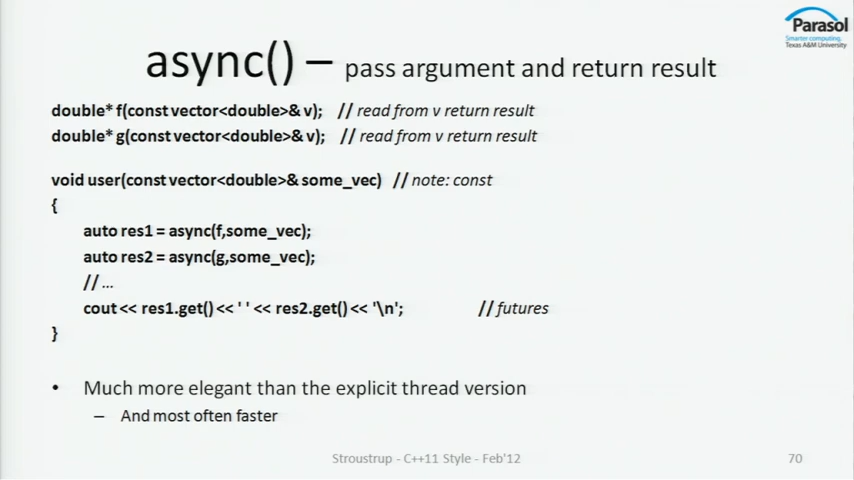 Parasol
Smarter computing.
Texas A&M University
async() – pass argument and return result
double* f(const vector<double>& v); // read from v return result
double* g(const vector<double>& v); // read from v return result
void user(const vector<double>& some_vec) // note: const
{
auto res1 = async(f,some_vec);
auto res2 = async(g,some_vec);
// …
cout << res1.get() << ' ' << res2.get() << '\n'; // futures
}
• Much more elegant than the explicit thread version
– And most often faster
Stroustrup - C++11 Style - Feb'12
70